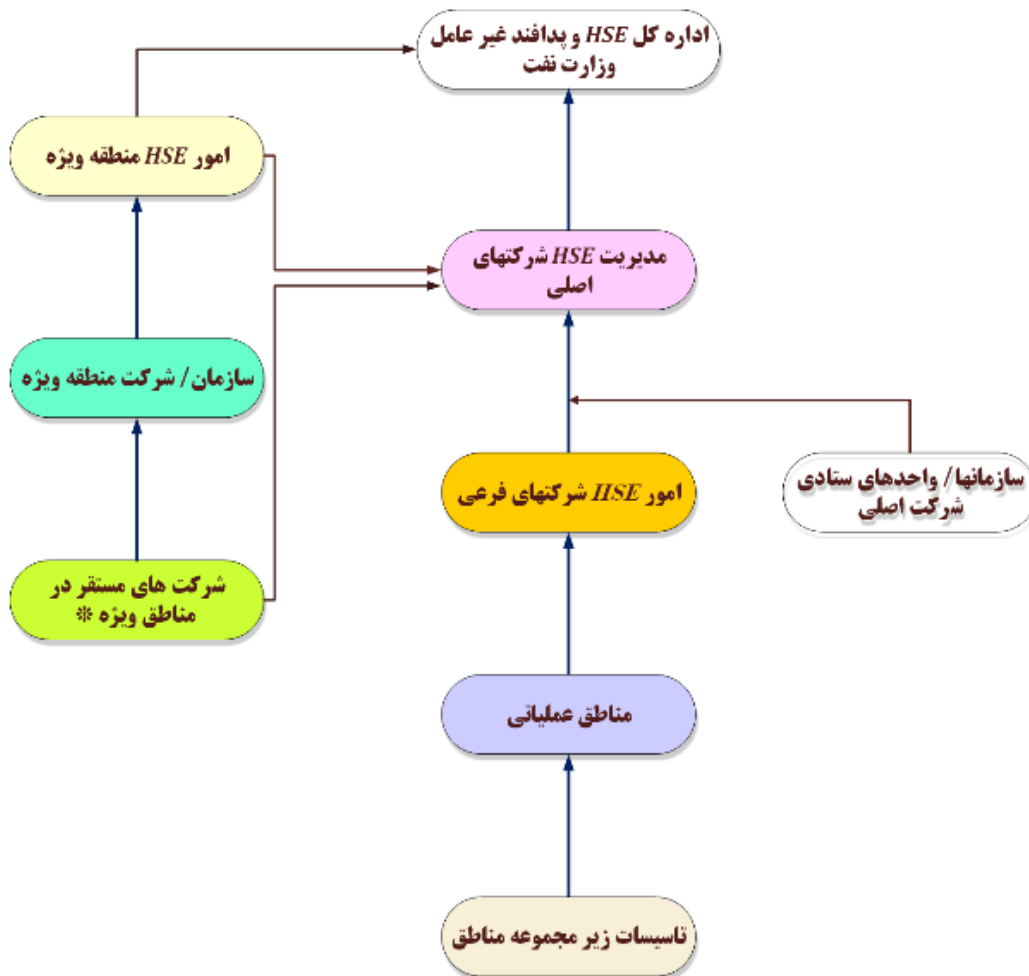 اداره کل HSE و پدافند غیر عامل
وزارت نفت
امور HSE منطقه ویژه
مدیریت HSE شرکتهای
اصلی
سازمان / شرکت منطقه ویژه
امور HSE شرکتهای فرعی
سازمانها / واحدهای ستادی
شرکت اصلی
شرکت های مستقر در
مناطق ویژه *
مناطق عملیاتی
تاسیسات زیر مجموعه مناطق